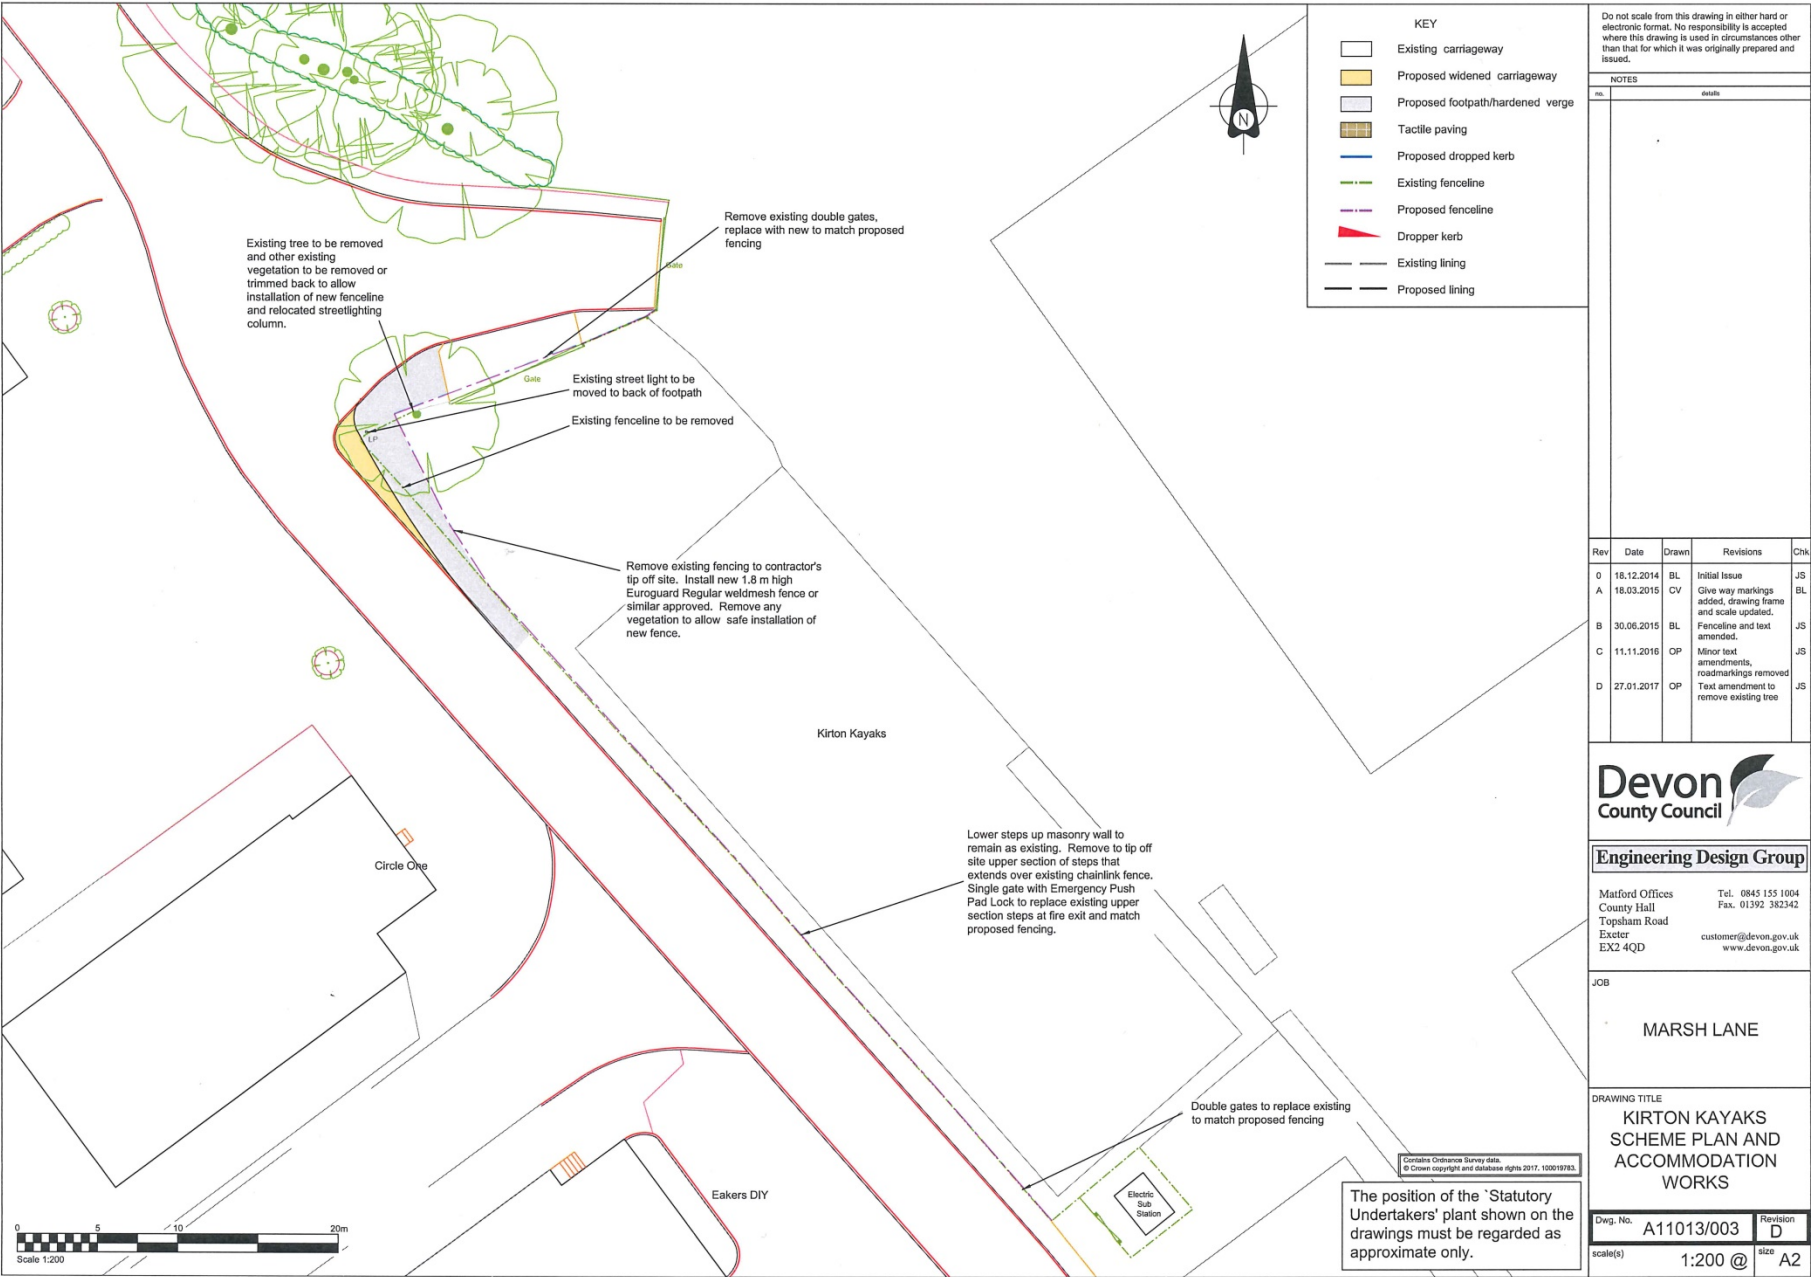 Existing tree to be removed
and other existing
vegetation to be removed or
trimmed back to allow
installation of new fenceline
and relocated streetlighting
column.
Remove existing double gates,
replace with new to match proposed
fencing
Gate
Gate
Existing street light to be
moved to back of footpath
Existing fenceline to be removed
LP
Remove existing fencing to contractor's
tip off site. Install new 1.8 m high
Euroguard Regular weldmesh fence or
similar approved. Remove any
vegetation to allow safe installation of
new fence.
Kirton Kayaks
Circle One
Lower steps up masonry wall to
remain as existing. Remove to tip off
site upper section of steps that
extends over existing chainlink fence.
Single gate with Emergency Push
Pad Lock to replace existing upper
section steps at fire exit and match
proposed fencing.
Double gates to replace existing
to match proposed fencing
Electric
Sub
Station
Eakers DIY
0 5 10 20m
Scale 1:200
N
KEY
Existing carriageway
Proposed widened carriageway
Proposed footpath/hardened verge
Tactile paving
Proposed dropped kerb
Existing fenceline
Proposed fenceline
Dropper kerb
Existing lining
Proposed lining
Contains Ordnance Survey data.
© Crown copyright and database rights 2017. 100019783.
The position of the `Statutory
Undertakers' plant shown on the
drawings must be regarded as
approximate only.
Do not scale from this drawing in either hard or
electronic format. No responsibility is accepted
where this drawing is used in circumstances other
than that for which it was originally prepared and
issued.
NOTES
no. details
Rev Date Drawn Revisions Chk
0 18.12.2014 BL Initial Issue JS
A 18.03.2015 CV Give way markings BL
added, drawing frame
and scale updated.
B 30.06.2015 BL Fenceline and text JS
amended.
C 11.11.2016 OP Minor text JS
amendments,
roadmarkings removed
D 27.01.2017 OP Text amendment to JS
remove existing tree
Devon
County Council
Engineering Design Group
Matford Offices Tel. 0845 155 1004
County Hall Fax. 01392 382342
Topsham Road
Exeter customer@devon.gov.uk
EX2 4QD www.devon.gov.uk
JOB
MARSH LANE
DRAWING TITLE
KIRTON KAYAKS
SCHEME PLAN AND
ACCOMMODATION
WORKS
Dwg. No. A11013/003 Revision D
scale(s) 1:200 @ size A2